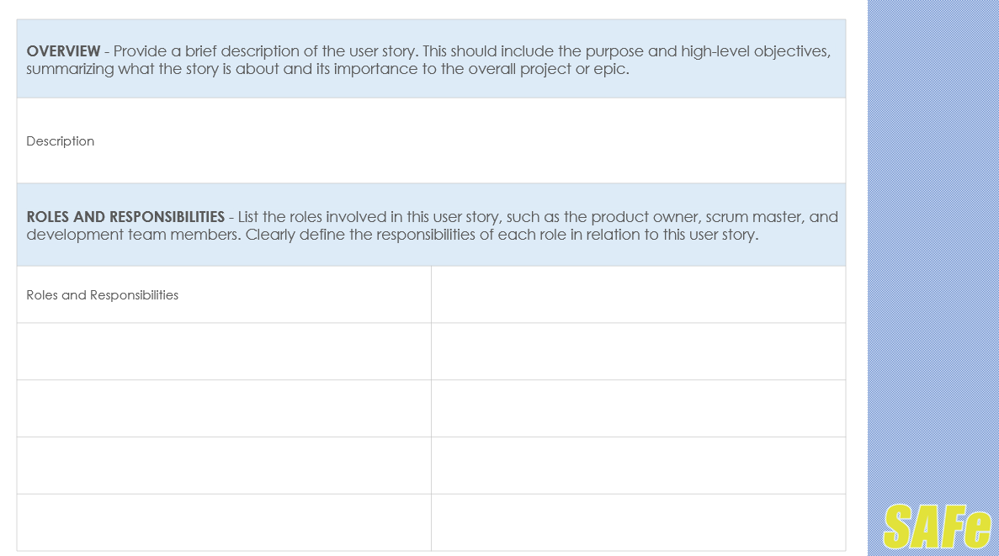 OVERVIEW - Provide a brief description of the user story. This should include the purpose and high-level objectives,
summarizing what the story is about and its importance to the overall project or epic.
Description
ROLES AND RESPONSIBILITIES - List the roles involved in this user story, such as the product owner, scrum master, and
development team members. Clearly define the responsibilities of each role in relation to this user story.
Roles and Responsibilities
SAFe